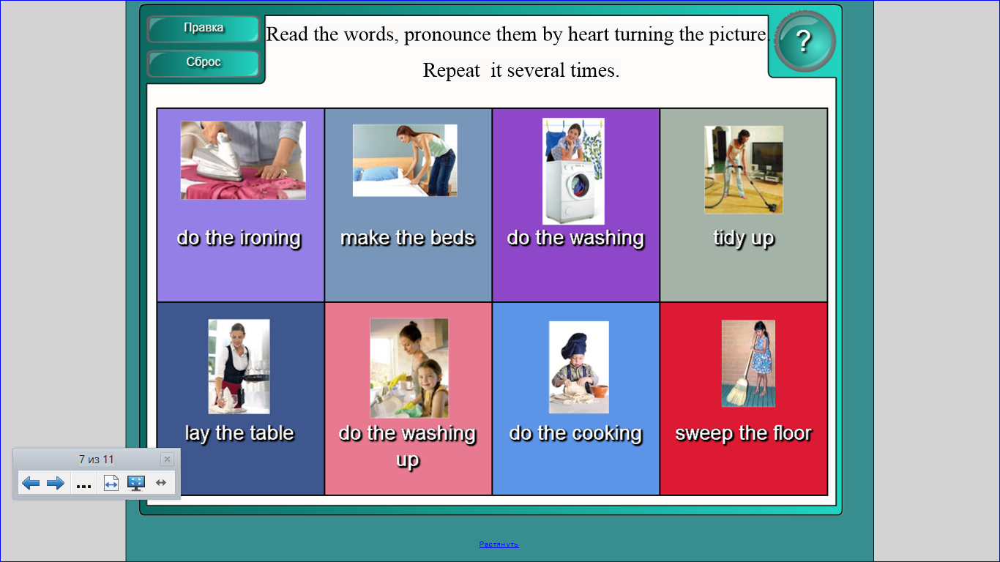 Правка
Сброс
Read the words, pronounce them by heart turning the picture.
Repeat it several times.
?
do the ironing
make the beds
do the washing
tidy up
lay the table
do the washing
up
do the cooking
sweep the floor
7 из 11
...
Растянуть